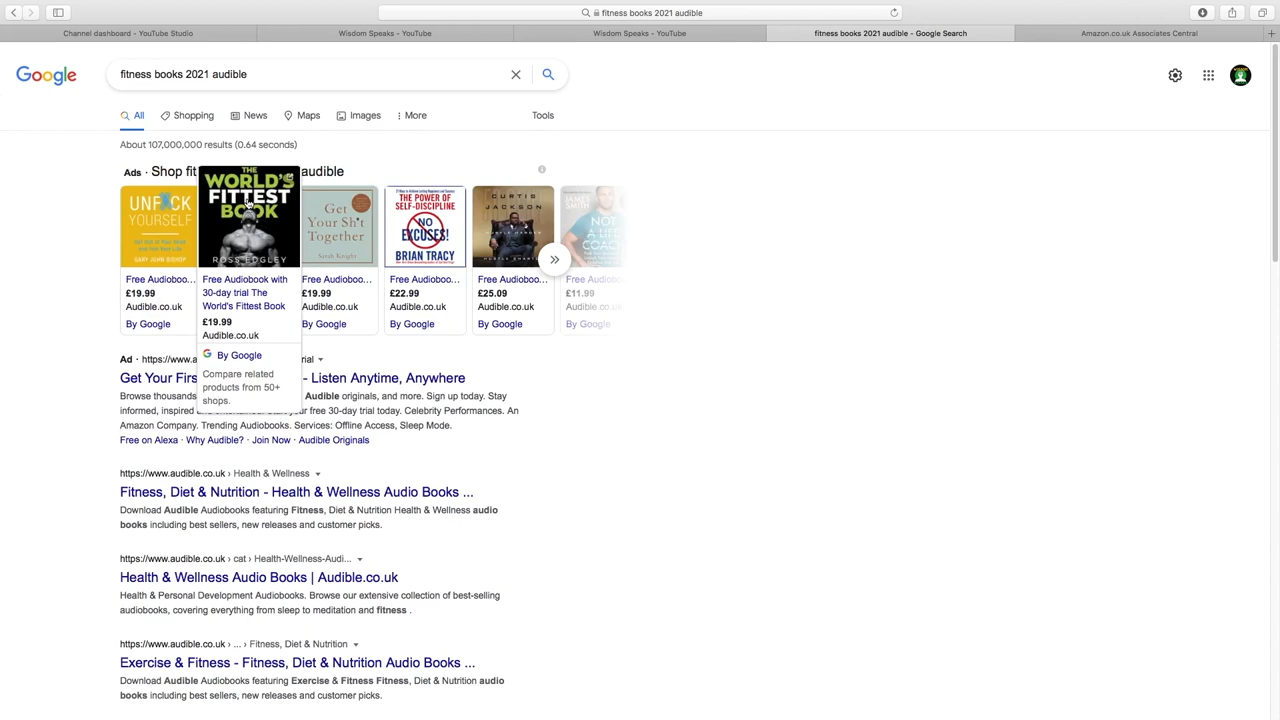 fitness books 2021 audible
Channel dashboard - YouTube Studio
Wisdom Speaks - YouTube
Wisdom Speaks - YouTube
fitness books 2021 audible - Google Search
Amazon.co.uk Associates Central
Google
fitness books 2021 audible
All
Shopping
News
Maps
Images
More
Tools
About 107,000,000 results (0.64 seconds)
Ads · Shop fit
audible
UNF*CK
YOURSELF
GARY JOHN BISHOP
THE
WORLD'S
FITTEST
BOOK
ROSS EDGLEY
Get
Your Sh*t
Together
Sarah Knight
THE POWER OF
SELF-DISCIPLINE
NO
EXCUSES!
BRIAN TRACY
CURTIS
JACKSON
JAMES
SMITH
NOT
A LIFE
COACH
Free Audioboo...
£19.99
Audible.co.uk
By Google
Free Audiobook with
30-day trial The
World's Fittest Book
£19.99
Audible.co.uk
By Google
Compare related
products from 50+
shops.
Free Audioboo...
£19.99
Audible.co.uk
By Google
Free Audioboo...
£22.99
Audible.co.uk
By Google
Free Audioboo...
£25.09
Audible.co.uk
By Google
Free Audioboo
£11.99
Audible.co.uk
By Google
Ad · https://www.a
rial
Get Your Firs
- Listen Anytime, Anywhere
Browse thousands
Audible originals, and more. Sign up today. Stay
informed, inspired
free 30-day trial today. Celebrity Performances. An
Amazon Company. Trending Audiobooks. Services: Offline Access, Sleep Mode.
Free on Alexa · Why Audible? · Join Now · Audible Originals
https://www.audible.co.uk › Health & Wellness
Fitness, Diet & Nutrition - Health & Wellness Audio Books ...
Download Audible Audiobooks featuring Fitness, Diet & Nutrition Health & Wellness audio
books including best sellers, new releases and customer picks.
https://www.audible.co.uk › cat › Health-Wellness-Audi...
Health & Wellness Audio Books | Audible.co.uk
Health & Personal Development Audiobooks. Browse our extensive collection of best-selling
audiobooks, covering everything from sleep to meditation and fitness .
https://www.audible.co.uk › ... › Fitness, Diet & Nutrition
Exercise & Fitness - Fitness, Diet & Nutrition Audio Books ...
Download Audible Audiobooks featuring Exercise & Fitness Fitness, Diet & Nutrition audio
books including best sellers, new releases and customer picks.